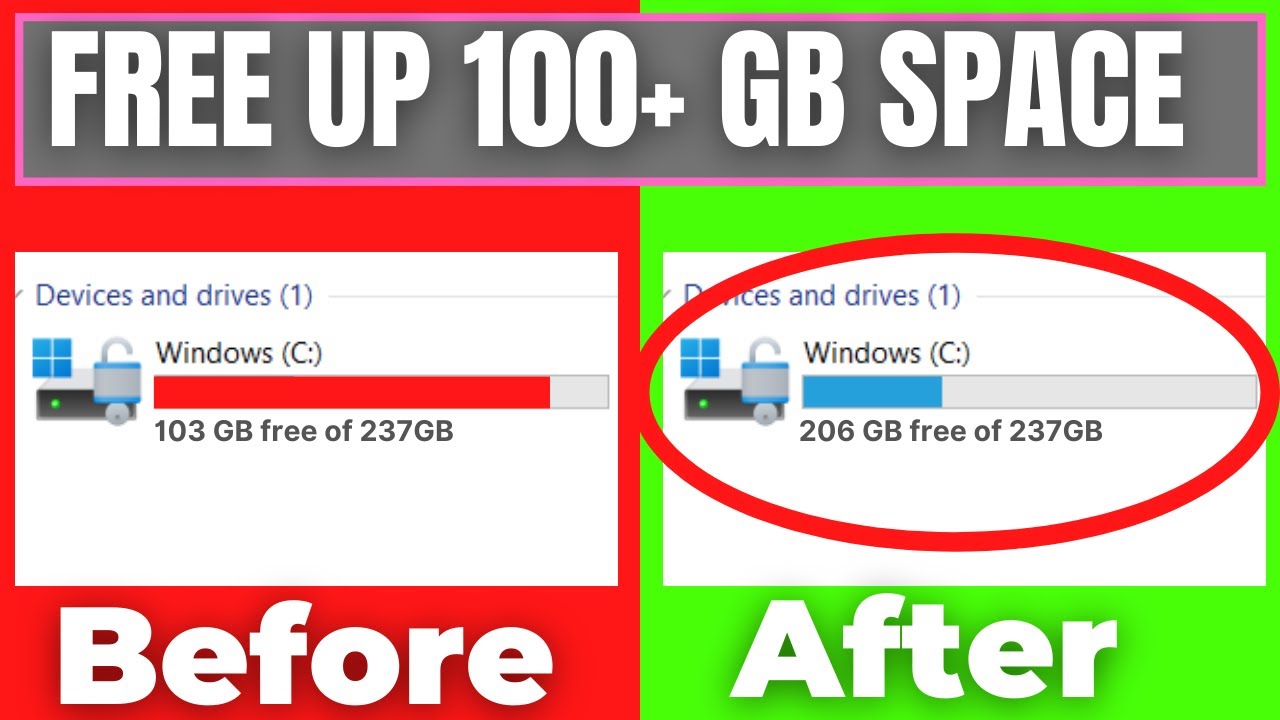 FREE UP 100+ GB SPACE
Devices and drives (1)
Windows (C:)
103 GB free of 237GB
Before
Devices and drives (1)
Windows (C:)
206 GB free of 237GB
After